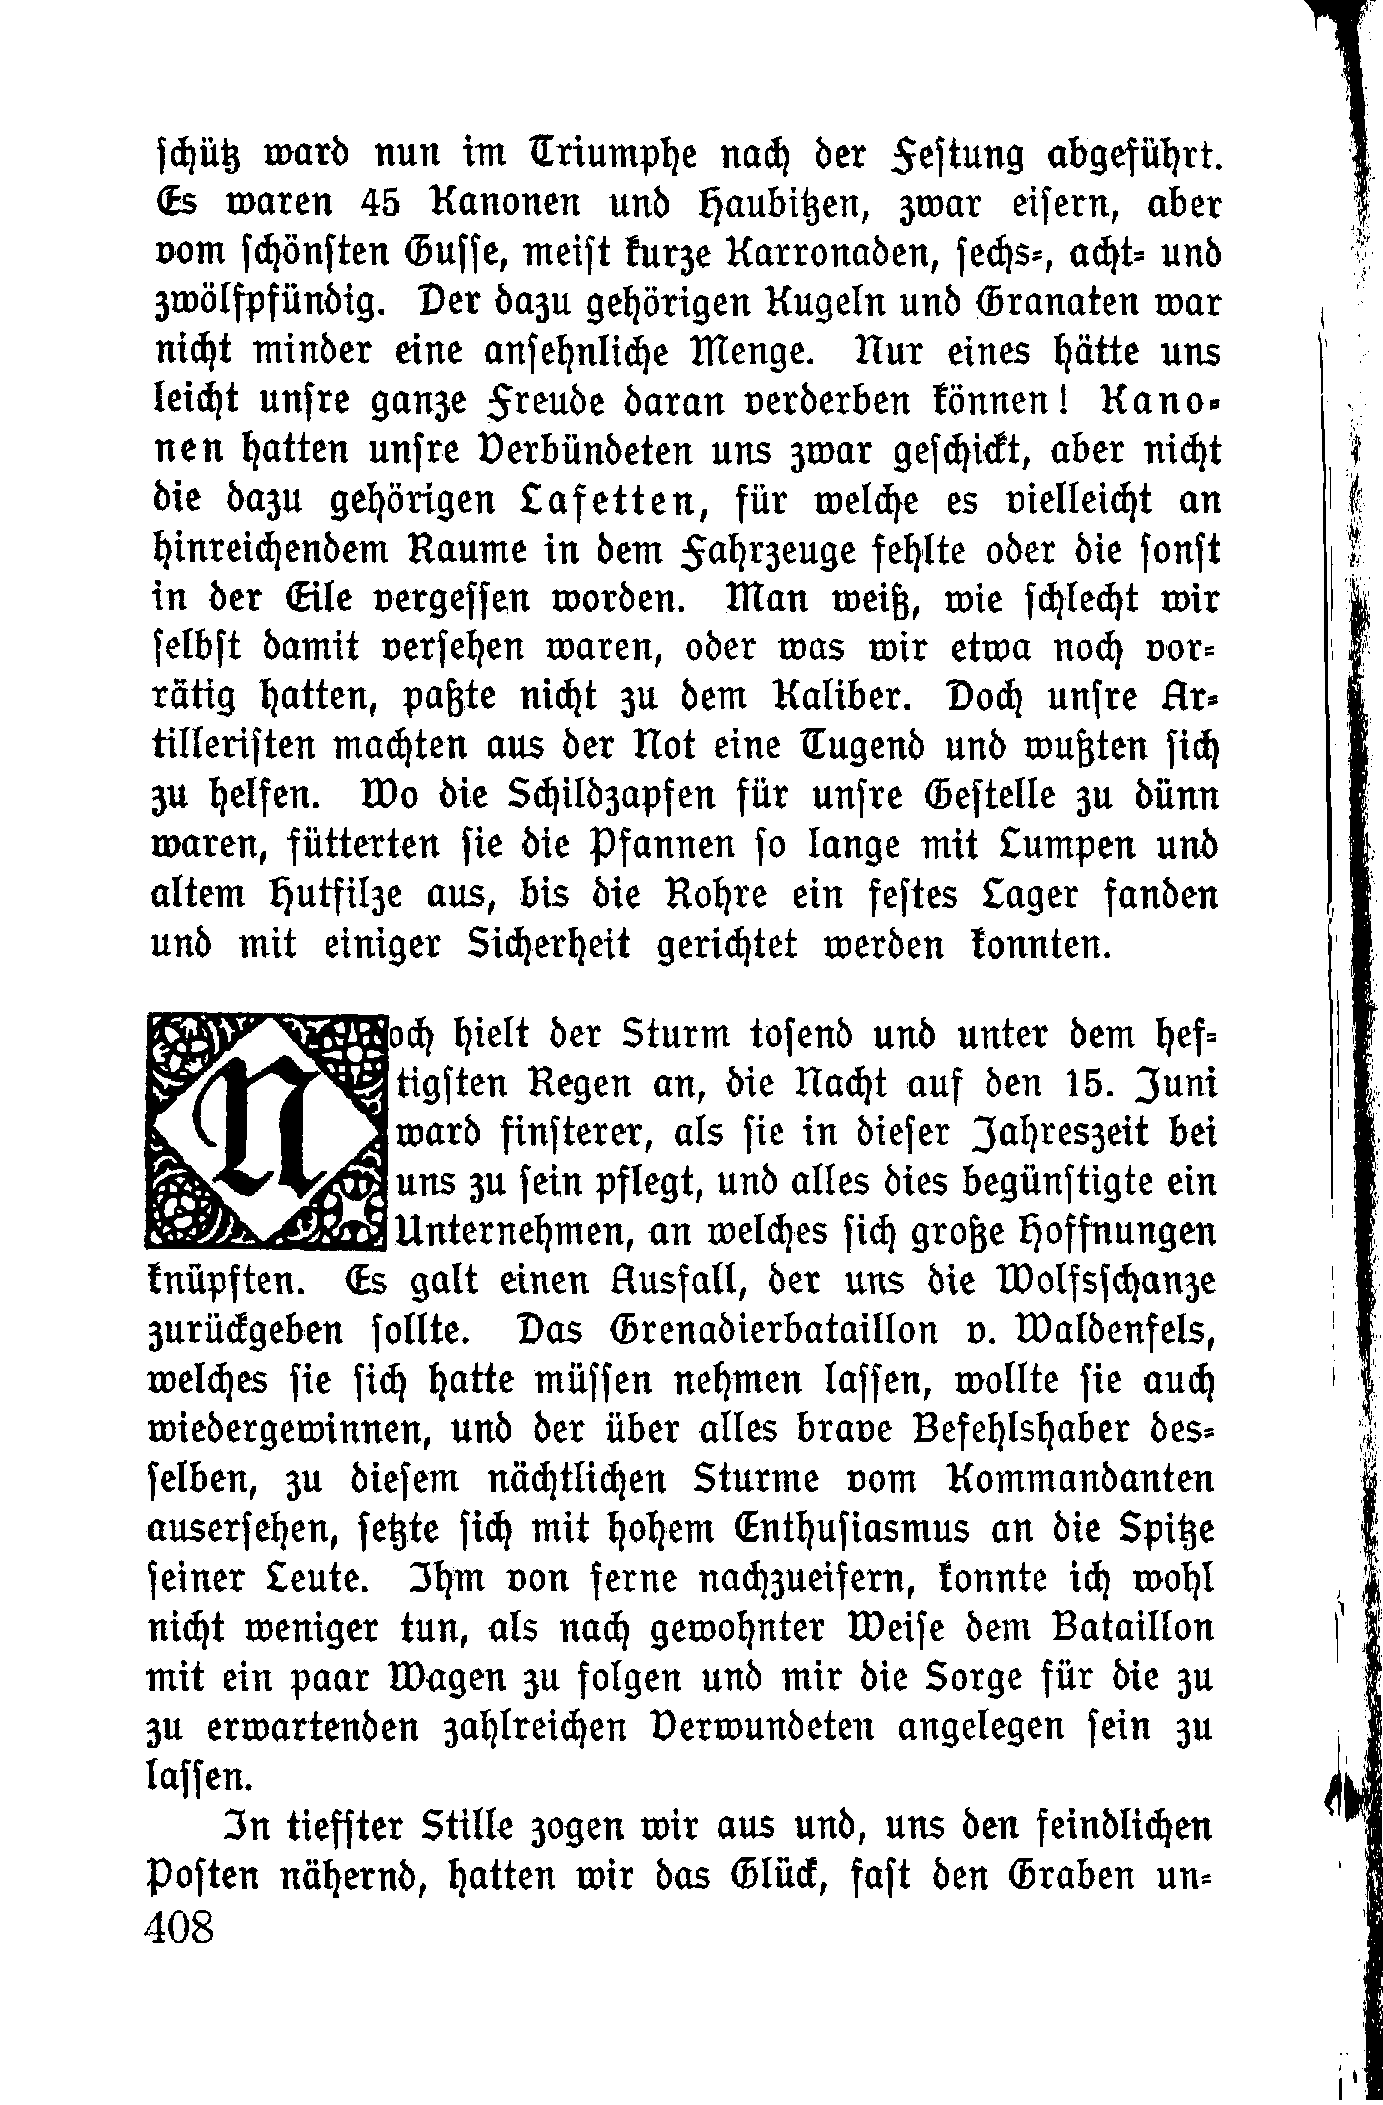 schütz ward nun im Triumphe nach der Festung abgeführt.
Es waren 45 Kanonen und Haubitzen, zwar eisern, aber
vom schönsten Gusse, meist kurze Karronaden, sechs-, acht- und
zwölfpfündig. Der dazu gehörigen Kugeln und Granaten war
nicht minder eine ansehnliche Menge. Nur eines hätte uns
leicht unsre ganze Freude daran verderben können! Kano-
nen hatten unsre Verbündeten uns zwar geschickt, aber nicht
die dazu gehörigen Lafetten, für welche es vielleicht an
hinreichendem Raume in dem Fahrzeuge fehlte oder die sonst
in der Eile vergessen worden. Man weiß, wie schlecht wir
selbst damit versehen waren, oder was wir etwa noch vor-
rätig hatten, paßte nicht zu dem Kaliber. Doch unsre Ar-
tilleristen machten aus der Not eine Tugend und wußten sich
zu helfen. Wo die Schildzapfen für unsre Gestelle zu dünn
waren, fütterten sie die Pfannen so lange mit Lumpen und
altem Hutfilze aus, bis die Rohre ein festes Lager fanden
und mit einiger Sicherheit gerichtet werden konnten.
Noch hielt der Sturm tosend und unter dem hef-
tigsten Regen an, die Nacht auf den 15. Juni
ward finsterer, als sie in dieser Jahreszeit bei
uns zu sein pflegt, und alles dies begünstigte ein
Unternehmen, an welches sich große Hoffnungen
knüpften. Es galt einen Ausfall, der uns die Wolfsschanze
zurückgeben sollte. Das Grenadierbataillon v. Waldenfels,
welches sie sich hatte müssen nehmen lassen, wollte sie auch
wiedergewinnen, und der über alles brave Befehlshaber des-
selben, zu diesem nächtlichen Sturme vom Kommandanten
ausersehen, setzte sich mit hohem Enthusiasmus an die Spitze
seiner Leute. Ihm von ferne nachzueifern, konnte ich wohl
nicht weniger tun, als nach gewohnter Weise dem Bataillon
mit ein paar Wagen zu folgen und mir die Sorge für die zu
zu erwartenden zahlreichen Verwundeten angelegen sein zu
lassen.
In tiefster Stille zogen wir aus und, uns den feindlichen
Posten nähernd, hatten wir das Glück, fast den Graben un-
408